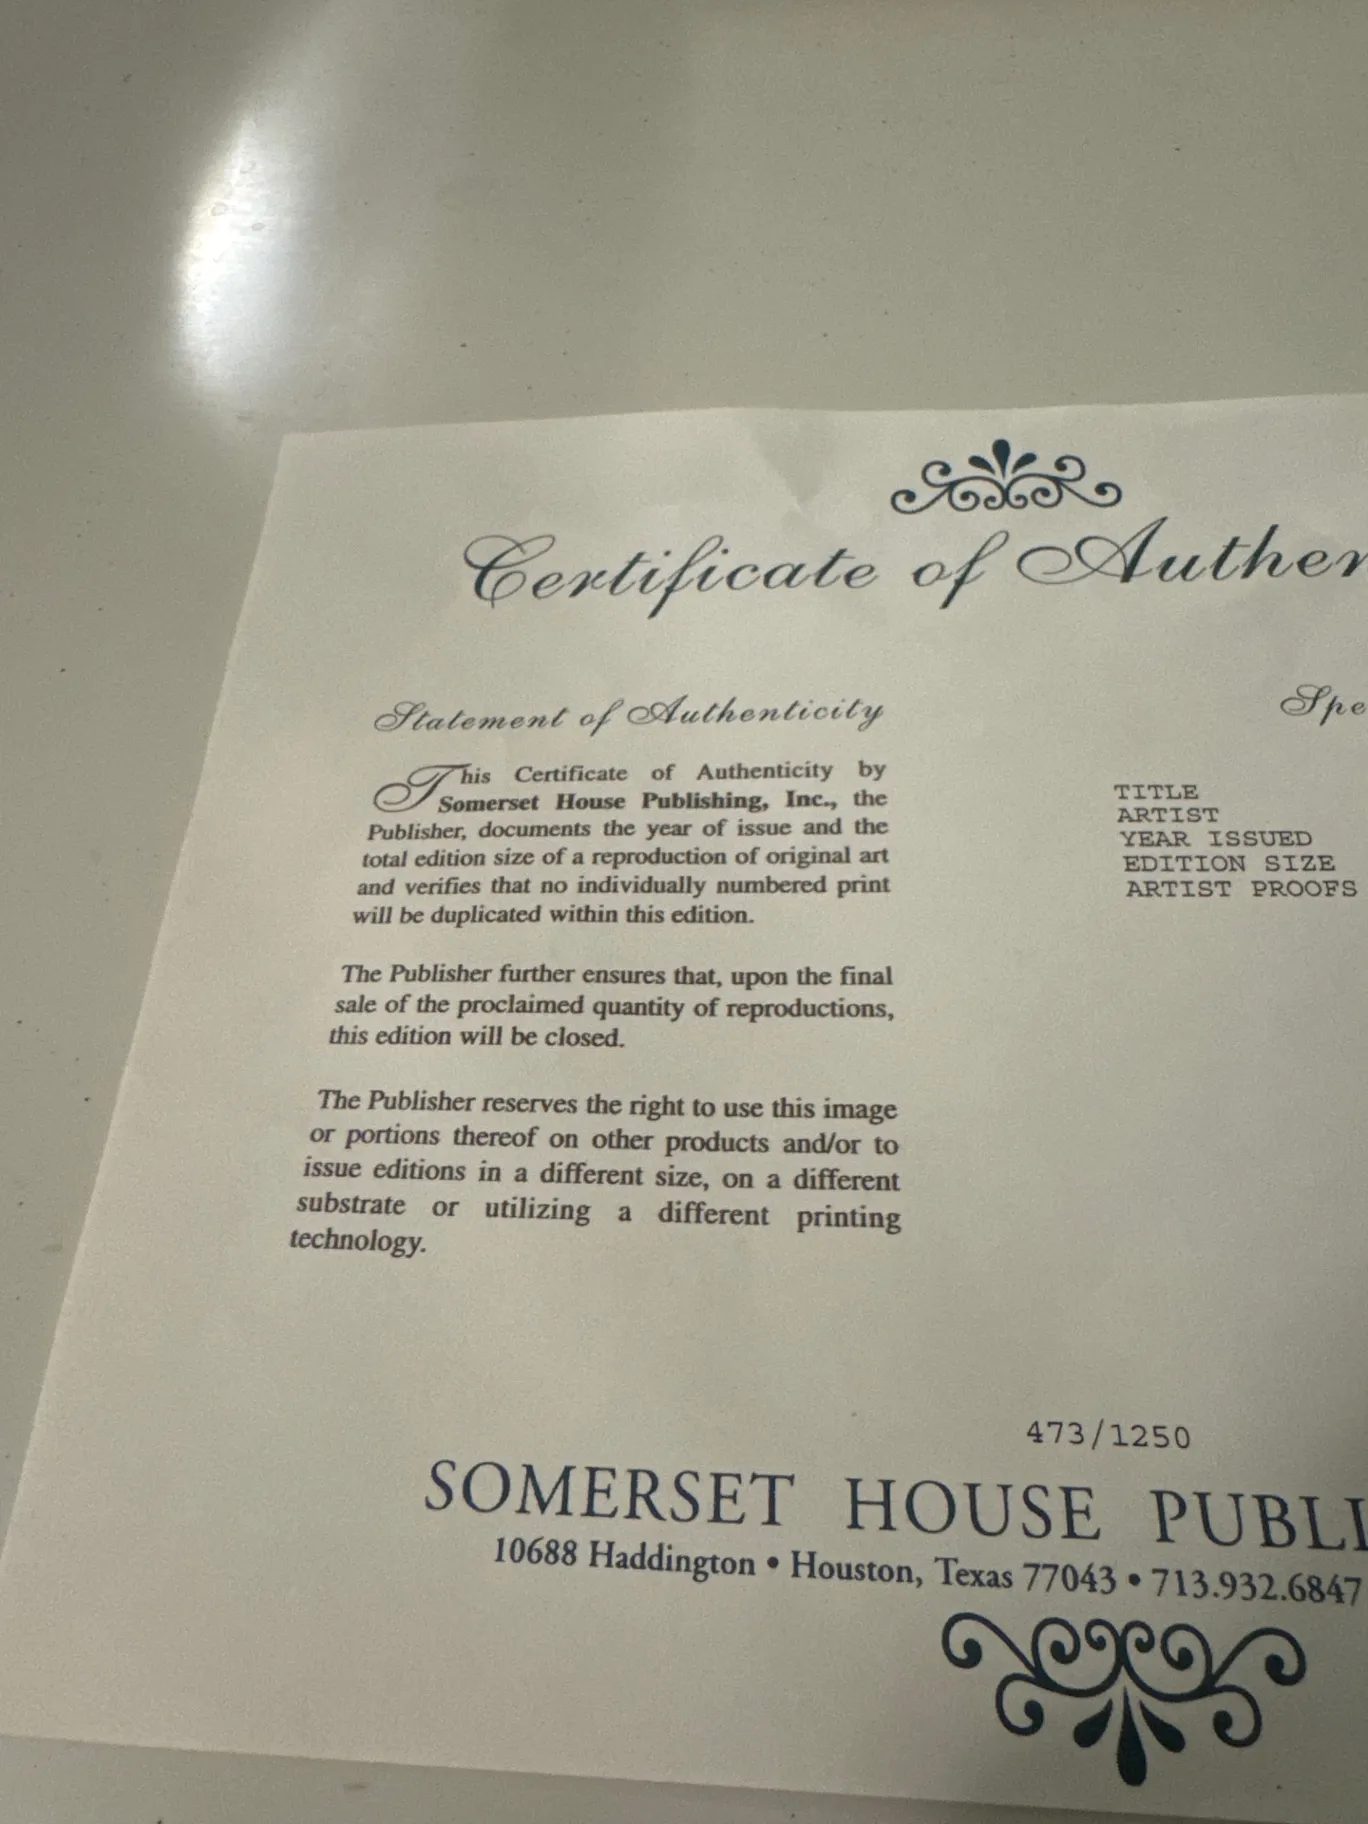 Certificate of Authen
Statement of Authenticity
This Certificate of Authenticity by
Somerset House Publishing, Inc., the
Publisher, documents the year of issue and the
total edition size of a reproduction of original art
and verifies that no individually numbered print
will be duplicated within this edition.
The Publisher further ensures that, upon the final
sale of the proclaimed quantity of reproductions,
this edition will be closed.
The Publisher reserves the right to use this image
or portions thereof on other products and/or to
issue editions in a different size, on a different
substrate or utilizing a different printing
technology.
Spe
TITLE
ARTIST
YEAR ISSUED
EDITION SIZE
ARTIST PROOFS
473/1250
SOMERSET HOUSE PUBLI
10688 Haddington • Houston, Texas 77043 • 713.932.6847